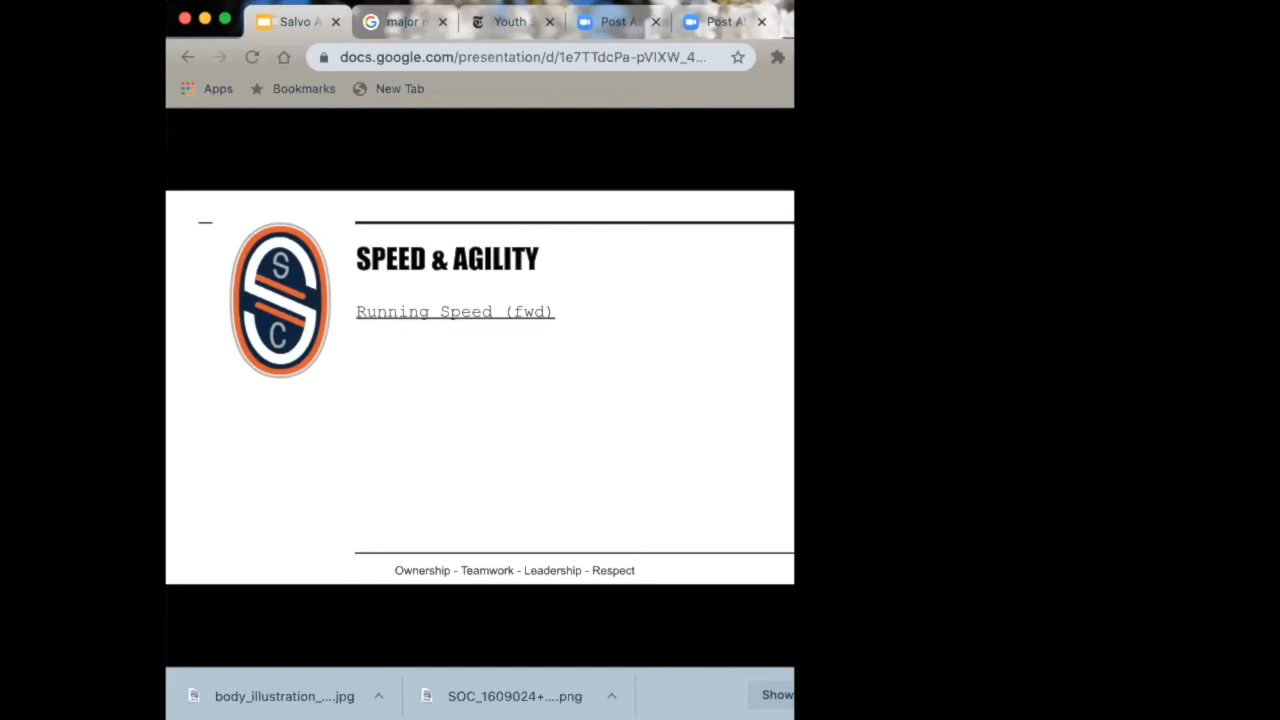 Salvo A
major
Youth S
Post A
Post A
docs.google.com/presentation/d/1e7TTdcPa-pVIXW_4...
Apps
Bookmarks
New Tab
S
C
SPEED & AGILITY
Running Speed (fwd)
Ownership - Teamwork - Leadership - Respect
body_illustration_....jpg
SOC_1609024+....png
Show